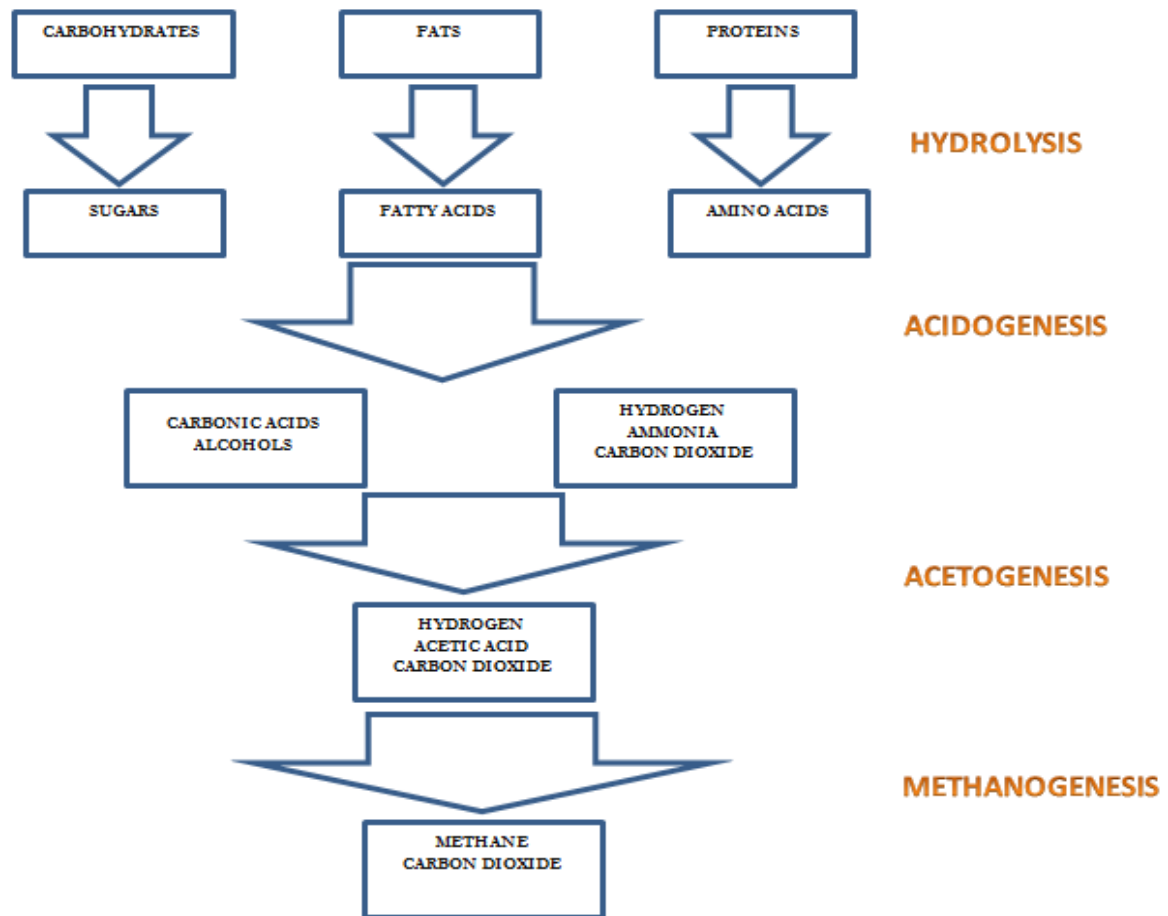 CARBOHYDRATES
FATS
PROTEINS
HYDROLYSIS
SUGARS
FATTY ACIDS
AMINO ACIDS
ACIDOGENESIS
CARBONIC ACIDS
ALCOHOLS
HYDROGEN
AMMONIA
CARBON DIOXIDE
ACETOGENESIS
HYDROGEN
ACETIC ACID
CARBON DIOXIDE
METHANOGENESIS
METHANE
CARBON DIOXIDE